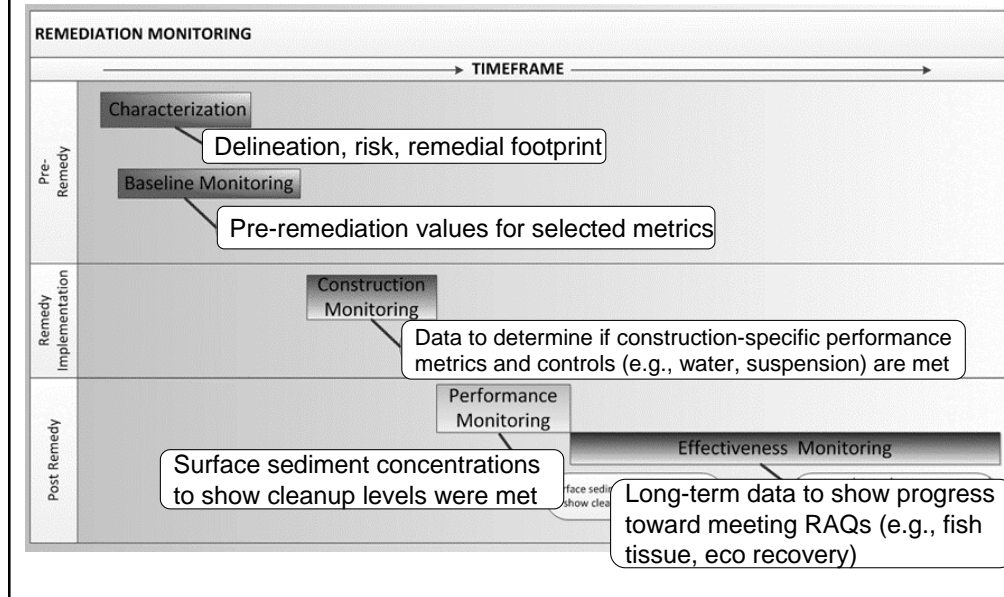 REMEDIATION MONITORING
TIMEFRAME
Pre-
Remedy
Characterization
Delineation, risk, remedial footprint
Baseline Monitoring
Pre-remediation values for selected metrics
Remedy
Implementation
Construction
Monitoring
Data to determine if construction-specific performance
metrics and controls (e.g., water, suspension) are met
Post Remedy
Performance
Monitoring
Effectiveness Monitoring
Surface sediment concentrations
to show cleanup levels were met
Long-term data to show progress
toward meeting RAQs (e.g., fish
tissue, eco recovery)